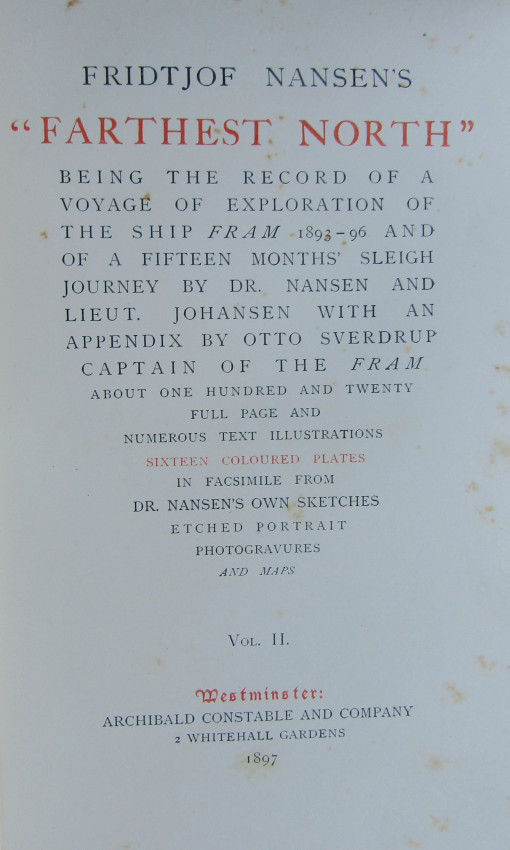 FRIDTJOF NANSEN'S
"FARTHEST NORTH"
BEING THE RECORD OF A
VOYAGE OF EXPLORATION OF
THE SHIP FRAM 1893–96 AND
OF A FIFTEEN MONTHS' SLEIGH
JOURNEY BY DR. NANSEN AND
LIEUT. JOHANSEN WITH AN
APPENDIX BY OTTO SVERDRUP
CAPTAIN OF THE FRAM
ABOUT ONE HUNDRED AND TWENTY
FULL PAGE AND
NUMEROUS TEXT ILLUSTRATIONS
SIXTEEN COLOURED PLATES
IN FACSIMILE FROM
DR. NANSEN'S OWN SKETCHES
ETCHED PORTRAIT
PHOTOGRAVURES
AND MAPS
VOL. II.
Westminster:
ARCHIBALD CONSTABLE AND COMPANY
2 WHITEHALL GARDENS
1897